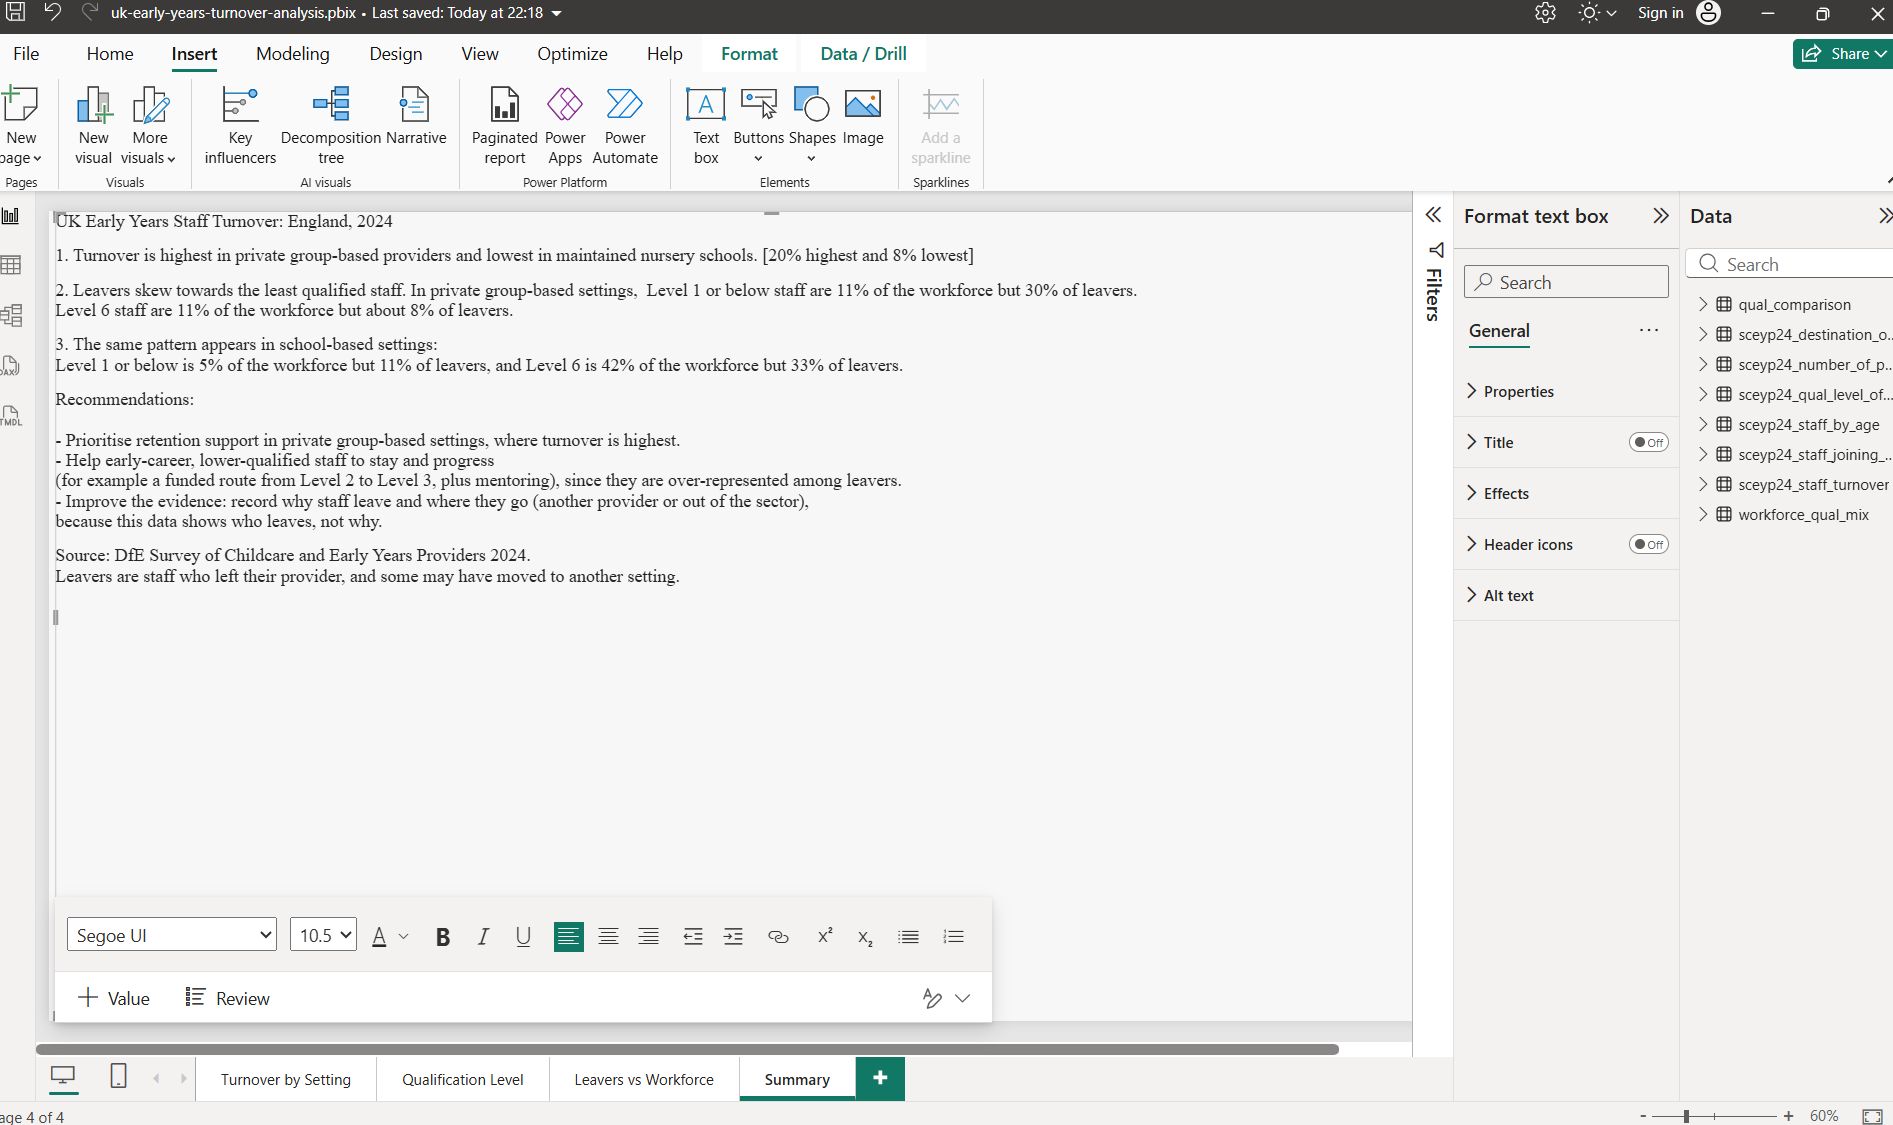 uk-early-years-turnover-analysis.pbix • Last saved: Today at 22:18
Sign in
File Home Insert Modeling Design View Optimize Help Format Data / Drill
Share
New page
Pages
New visual
More visuals
Visuals
Key influencers
Decomposition tree
Narrative
AI visuals
Paginated report
Power Apps
Power Automate
Power Platform
Text box
Buttons
Shapes
Image
Elements
Add a sparkline
Sparklines
UK Early Years Staff Turnover: England, 2024
1. Turnover is highest in private group-based providers and lowest in maintained nursery schools. [20% highest and 8% lowest]
2. Leavers skew towards the least qualified staff. In private group-based settings,  Level 1 or below staff are 11% of the workforce but 30% of leavers.
Level 6 staff are 11% of the workforce but about 8% of leavers.
3. The same pattern appears in school-based settings:
Level 1 or below is 5% of the workforce but 11% of leavers, and Level 6 is 42% of the workforce but 33% of leavers.
Recommendations:
- Prioritise retention support in private group-based settings, where turnover is highest.
- Help early-career, lower-qualified staff to stay and progress
(for example a funded route from Level 2 to Level 3, plus mentoring), since they are over-represented among leavers.
- Improve the evidence: record why staff leave and where they go (another provider or out of the sector),
because this data shows who leaves, not why.
Source: DfE Survey of Childcare and Early Years Providers 2024.
Leavers are staff who left their provider, and some may have moved to another setting.
Segoe UI 10.5 A B I U x² x₂
Value Review
Filters
Format text box
Search
General ...
Properties
Title Off
Effects
Header icons Off
Alt text
Data
Search
qual_comparison
sceyp24_destination_o...
sceyp24_number_of_p...
sceyp24_qual_level_of...
sceyp24_staff_by_age
sceyp24_staff_joining_...
sceyp24_staff_turnover
workforce_qual_mix
DAX
TMDL
Turnover by Setting
Qualification Level
Leavers vs Workforce
Summary
+
age 4 of 4
- + 60%